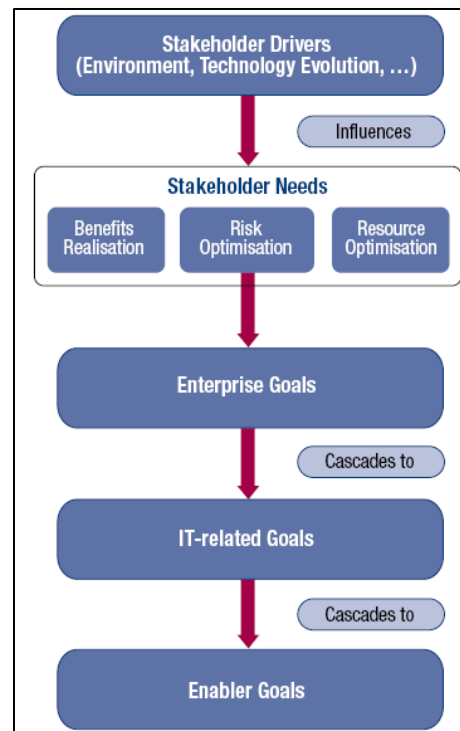 Stakeholder Drivers
(Environment, Technology Evolution, …)
Influences
Stakeholder Needs
Benefits
Realisation
Risk
Optimisation
Resource
Optimisation
Enterprise Goals
Cascades to
IT-related Goals
Cascades to
Enabler Goals